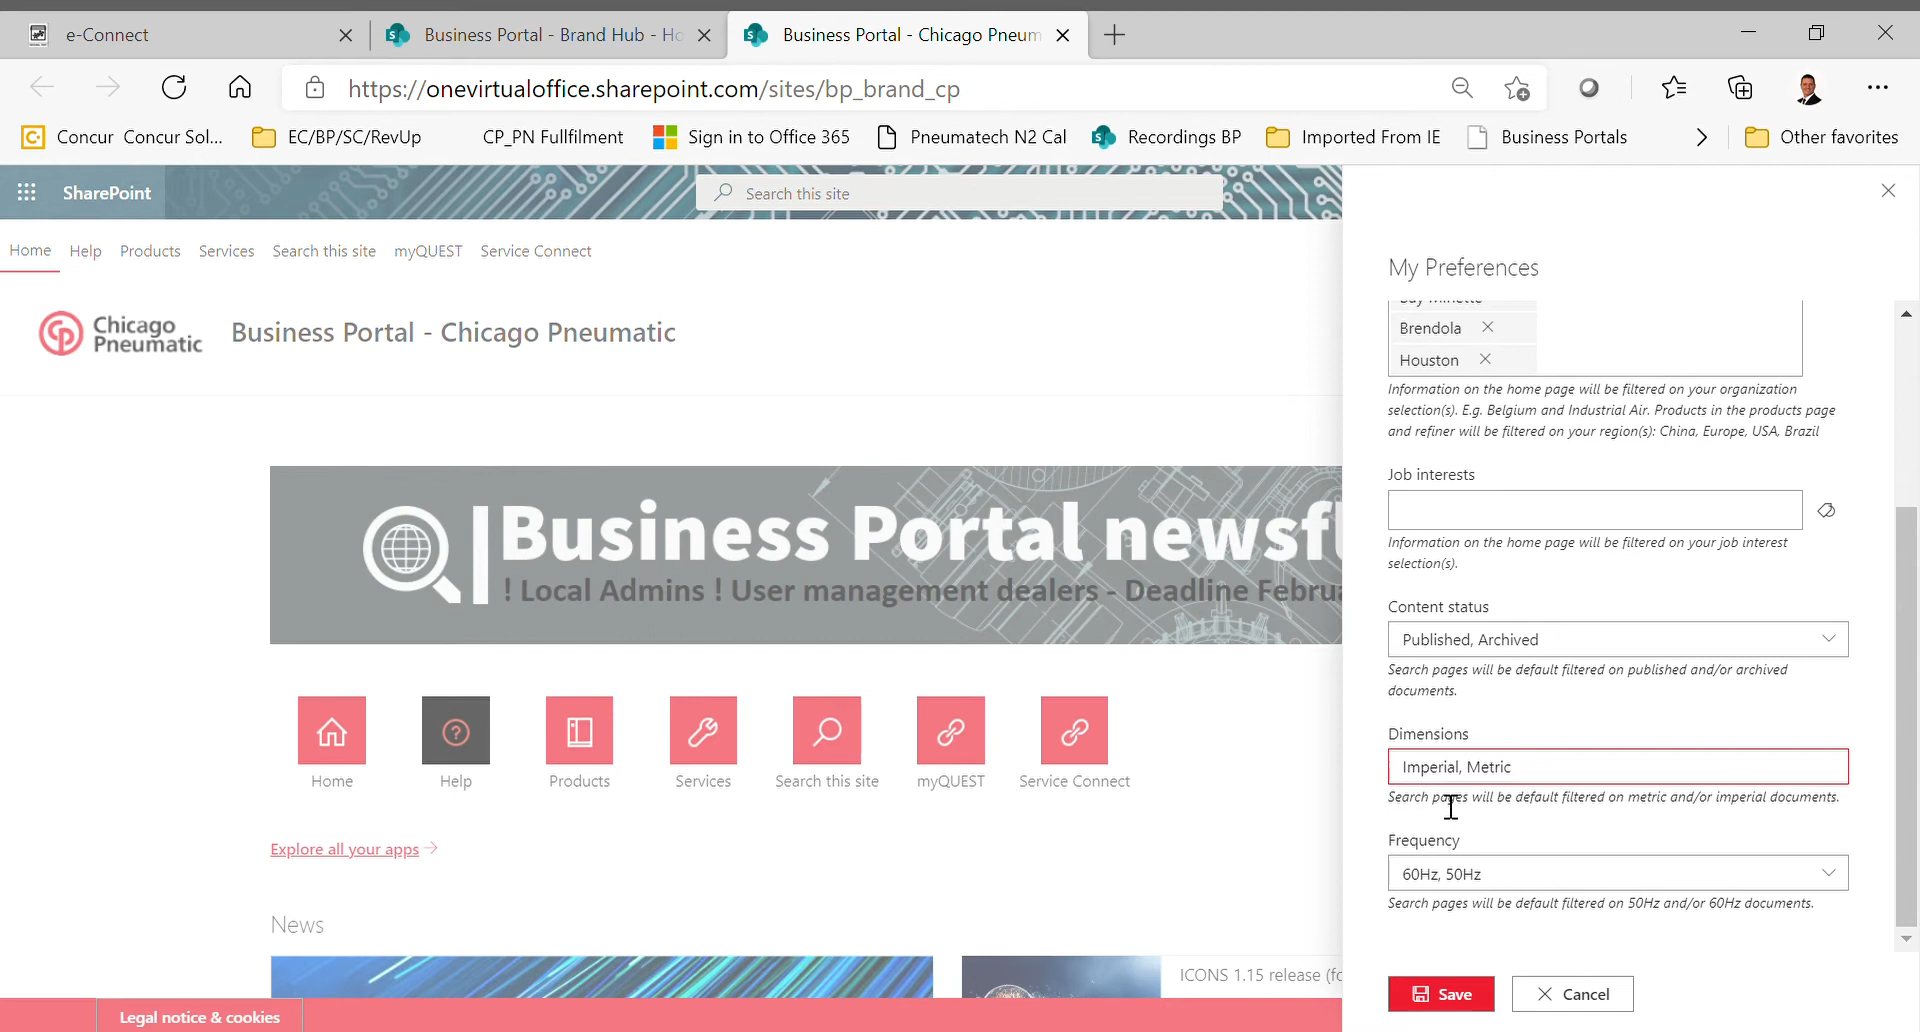 e-Connect
Business Portal - Brand Hub - Ho
Business Portal - Chicago Pneum
https://onevirtualoffice.sharepoint.com/sites/bp_brand_cp
Concur Concur Sol...
EC/BP/SC/RevUp
CP_PN Fullfilment
Sign in to Office 365
Pneumatech N2 Cal
Recordings BP
Imported From IE
Business Portals
Other favorites
SharePoint
Search this site
Home Help Products Services Search this site myQUEST Service Connect
Chicago
Pneumatic
Business Portal - Chicago Pneumatic
Business Portal newsfl
! Local Admins ! User management dealers - Deadline Februa
Home
Help
Products
Services
Search this site
myQUEST
Service Connect
Explore all your apps
News
ICONS 1.15 release (fo
Legal notice & cookies
My Preferences
Bay Minette
Brendola
Houston
Information on the home page will be filtered on your organization
selection(s). E.g. Belgium and Industrial Air. Products in the products page
and refiner will be filtered on your region(s): China, Europe, USA, Brazil
Job interests
Information on the home page will be filtered on your job interest
selection(s).
Content status
Published, Archived
Search pages will be default filtered on published and/or archived
documents.
Dimensions
Imperial, Metric
Search pages will be default filtered on metric and/or imperial documents.
Frequency
60Hz, 50Hz
Search pages will be default filtered on 50Hz and/or 60Hz documents.
Save
Cancel